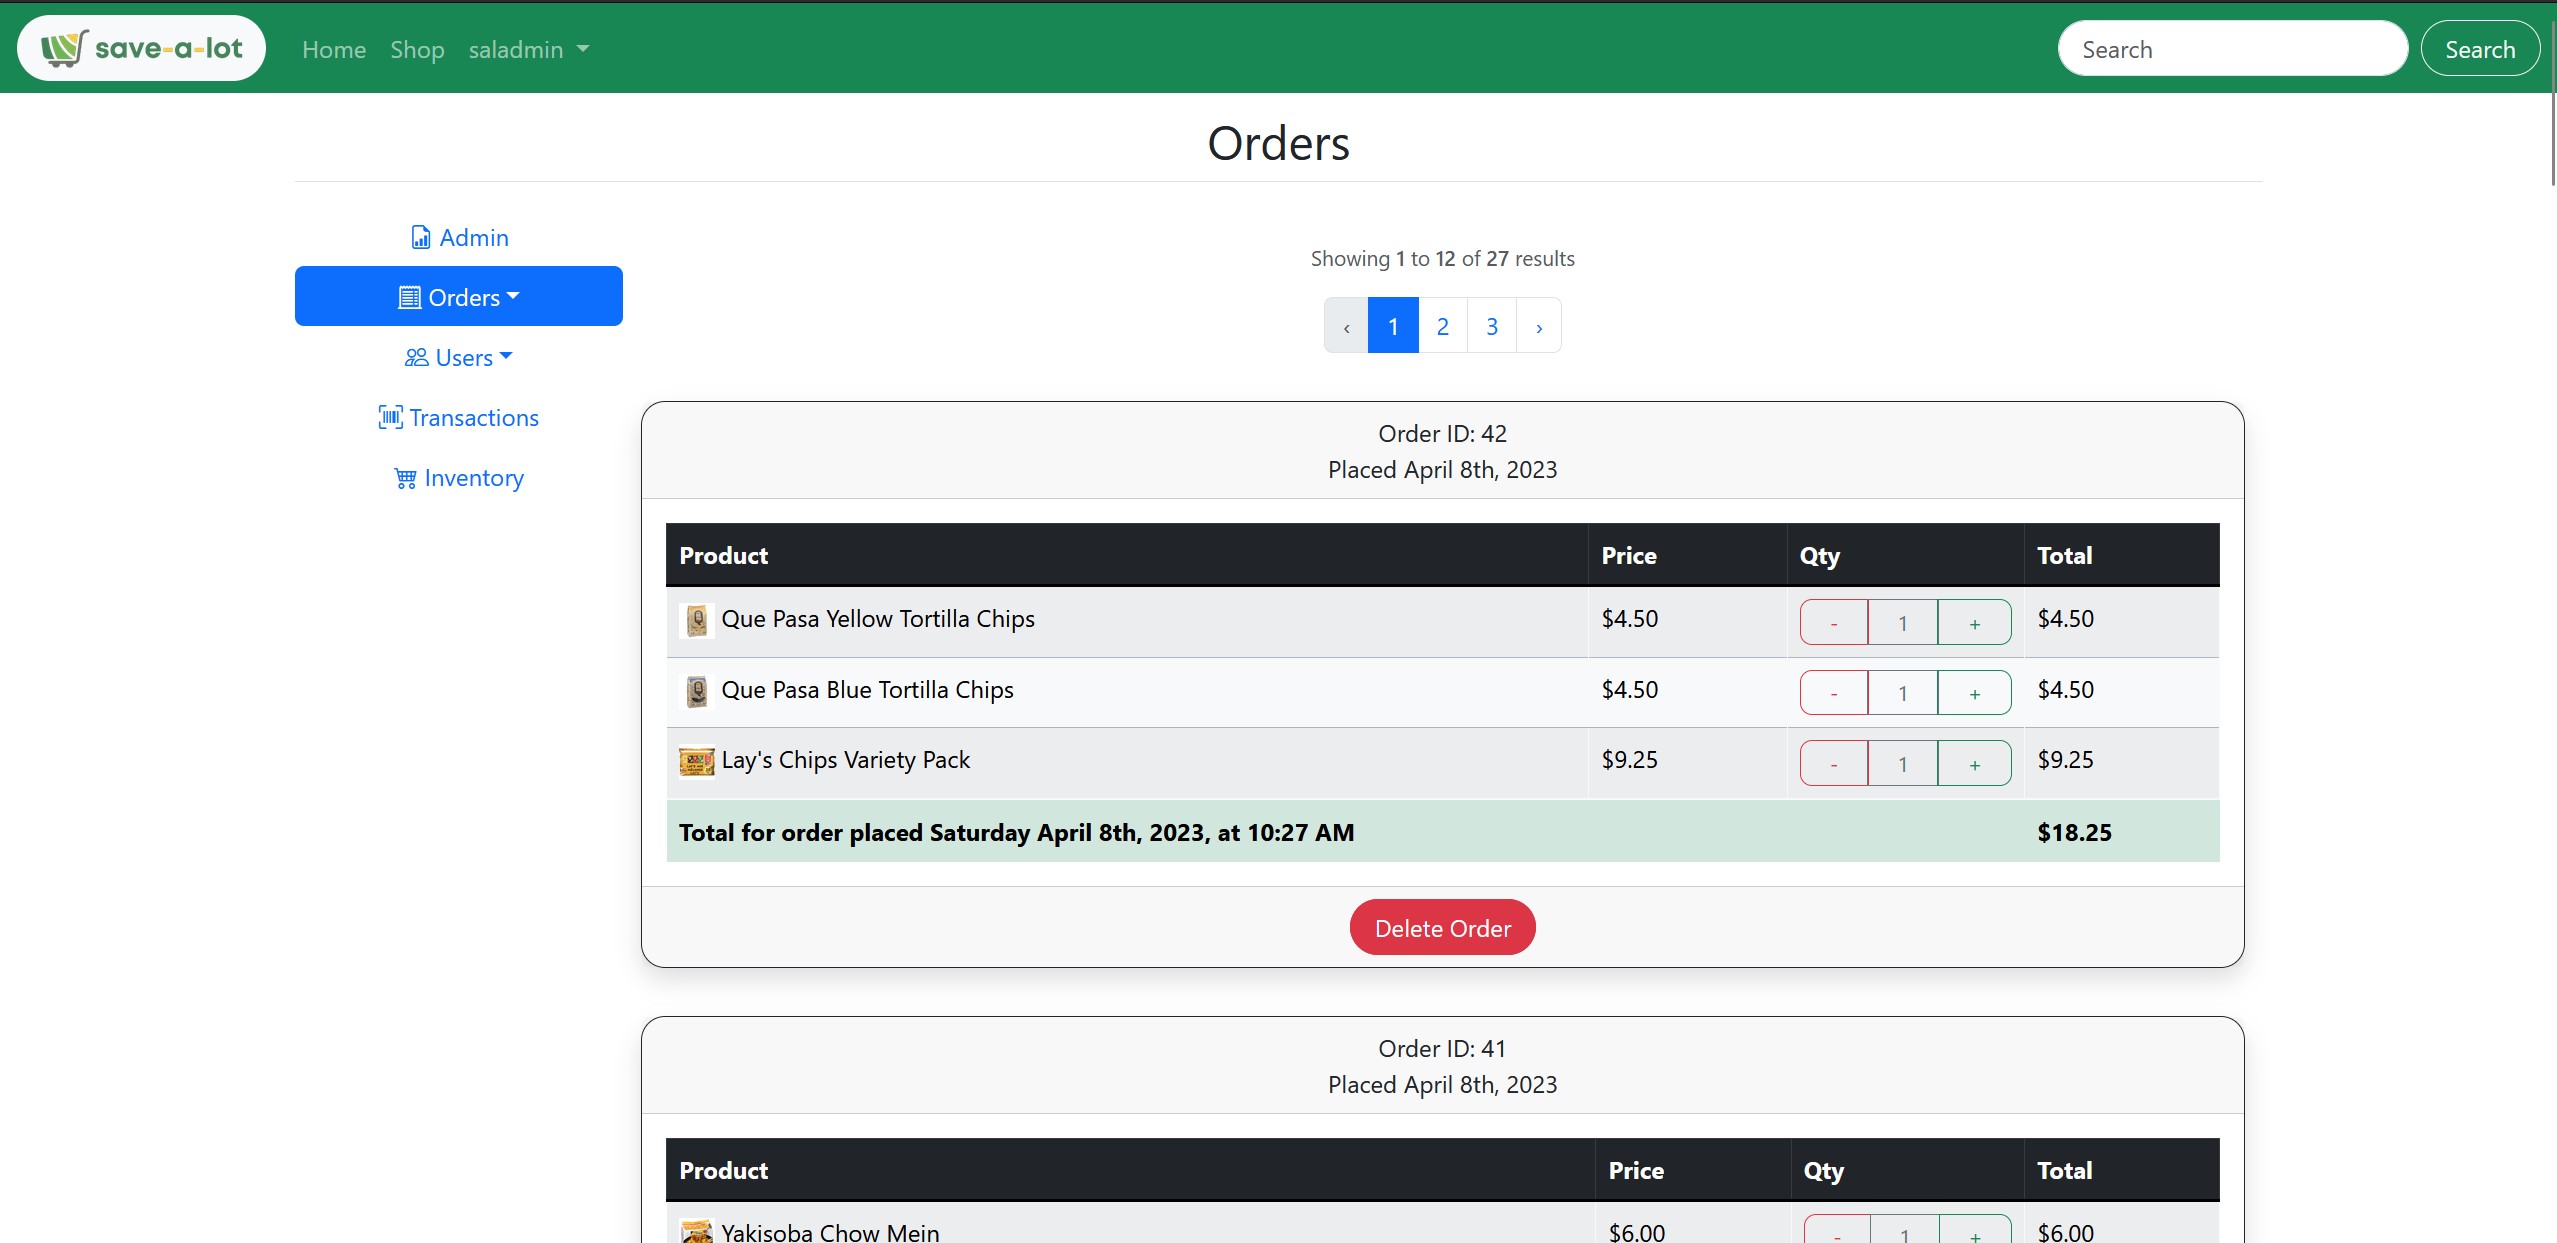 save-a-lot Home Shop saladmin Search Search
Orders
Admin
Orders
Users
Transactions
Inventory
Showing 1 to 12 of 27 results
‹ 1 2 3 ›
Order ID: 42
Placed April 8th, 2023
Product Price Qty Total
Que Pasa Yellow Tortilla Chips $4.50 - 1 + $4.50
Que Pasa Blue Tortilla Chips $4.50 - 1 + $4.50
Lay's Chips Variety Pack $9.25 - 1 + $9.25
Total for order placed Saturday April 8th, 2023, at 10:27 AM $18.25
Delete Order
Order ID: 41
Placed April 8th, 2023
Product Price Qty Total
Yakisoba Chow Mein $6.00 - 1 + $6.00